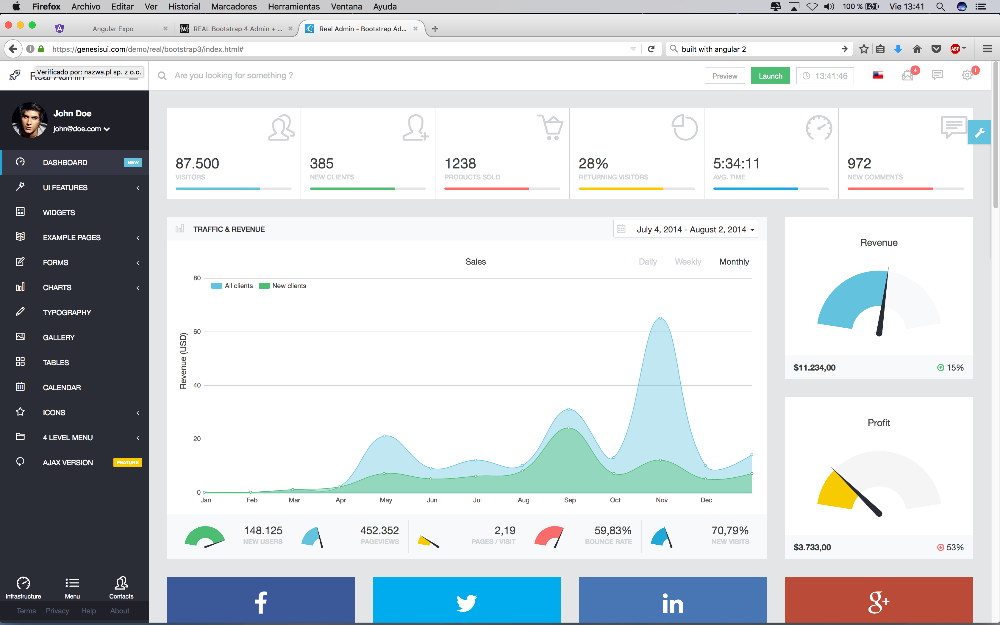 Firefox Archivo Editar Ver Historial Marcadores Herramientas Ventana Ayuda 100 % Vie 13:41
Angular Expo
REAL Bootstrap 4 Admin + ...
Real Admin - Bootstrap Ad...
https://genesisui.com/demo/real/bootstrap3/index.html#
built with angular 2
ABP
Verificado por: nazwa.pl sp. z o.o.
Real Admin
Are you looking for something ?
Preview
Launch
13:41:46
4
!
John Doe
john@doe.com
DASHBOARD NEW
UI FEATURES
WIDGETS
EXAMPLE PAGES
FORMS
CHARTS
TYPOGRAPHY
GALLERY
TABLES
CALENDAR
ICONS
4 LEVEL MENU
AJAX VERSION FEATURE
Infrastructure Menu Contacts
Terms Privacy Help About
87.500
VISITORS
385
NEW CLIENTS
1238
PRODUCTS SOLD
28%
RETURNING VISITORS
5:34:11
AVG. TIME
972
NEW COMMENTS
TRAFFIC & REVENUE
July 4, 2014 - August 2, 2014
Sales
Daily Weekly Monthly
All clients New clients
Revenue (USD)
80
60
40
20
0
Jan Feb Mar Apr May Jun Jul Aug Sep Oct Nov Dec
148.125
NEW USERS
452.352
PAGEVIEWS
2,19
PAGES / VISIT
59,83%
BOUNCE RATE
70,79%
NEW VISITS
Revenue
$11.234,00 15%
Profit
$3.733,00 53%
f
in
g+